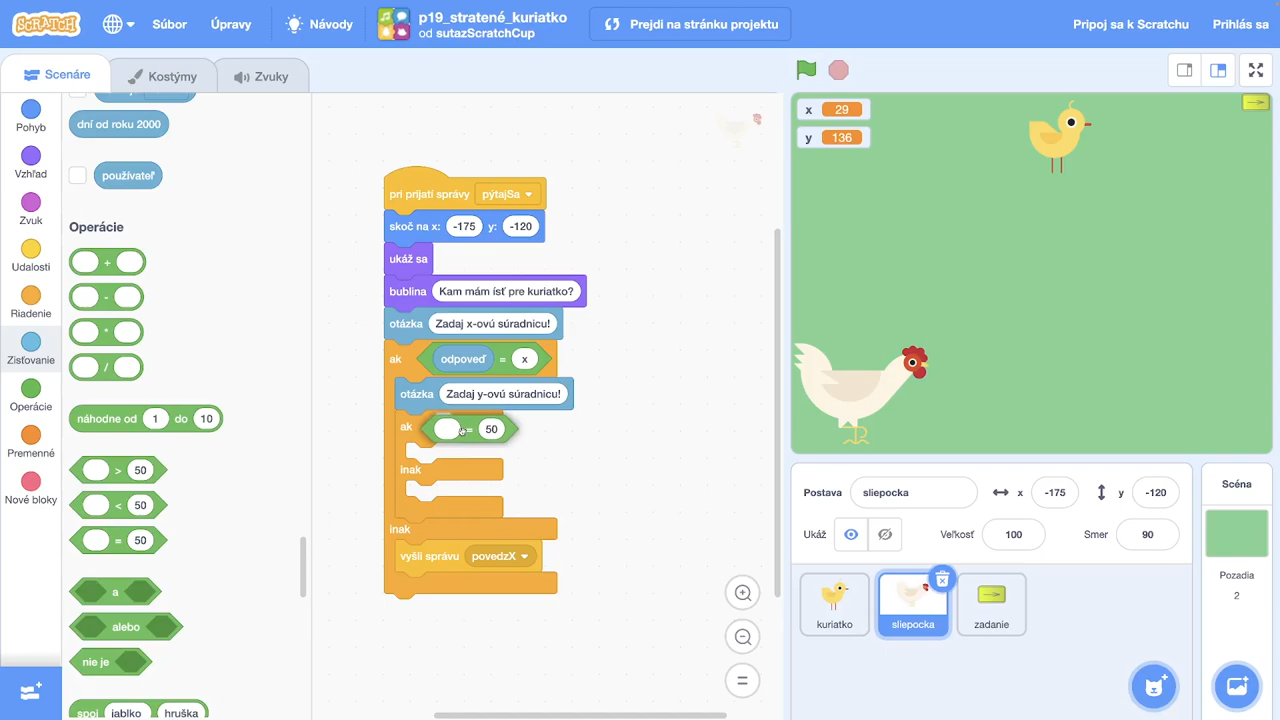 SCRATCH
Súbor
Úpravy
Návody
p19_stratené_kuriatko
od sutazScratchCup
Prejdi na stránku projektu
Pripoj sa k Scratchu
Prihlás sa
Scenáre
Kostýmy
Zvuky
Pohyb
Vzhľad
Zvuk
Udalosti
Riadenie
Zisťovanie
Operácie
Premenné
Nové bloky
dní od roku 2000
používateľ
Operácie
+
-
*
/
náhodne od 1 do 10
> 50
< 50
= 50
a
alebo
nie je
spoj jablko hruška
pri prijatí správy pýtajSa
skoč na x: -175 y: -120
ukáž sa
bublina Kam mám ísť pre kuriatko?
otázka Zadaj x-ovú súradnicu!
ak odpoveď = x
otázka Zadaj y-ovú súradnicu!
ak = 50
inak
inak
vyšli správu povedzX
x 29
y 136
Postava sliepocka x -175 y -120
Ukáž Veľkosť 100 Smer 90
kuriatko
sliepocka
zadanie
Scéna
Pozadia
2